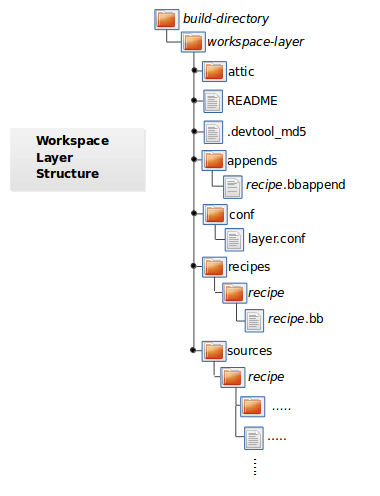 build-directory
workspace-layer
attic
README
.devtool_md5
Workspace
Layer
Structure
appends
recipe.bbappend
conf
layer.conf
recipes
recipe
recipe.bb
sources
recipe
.....
.....